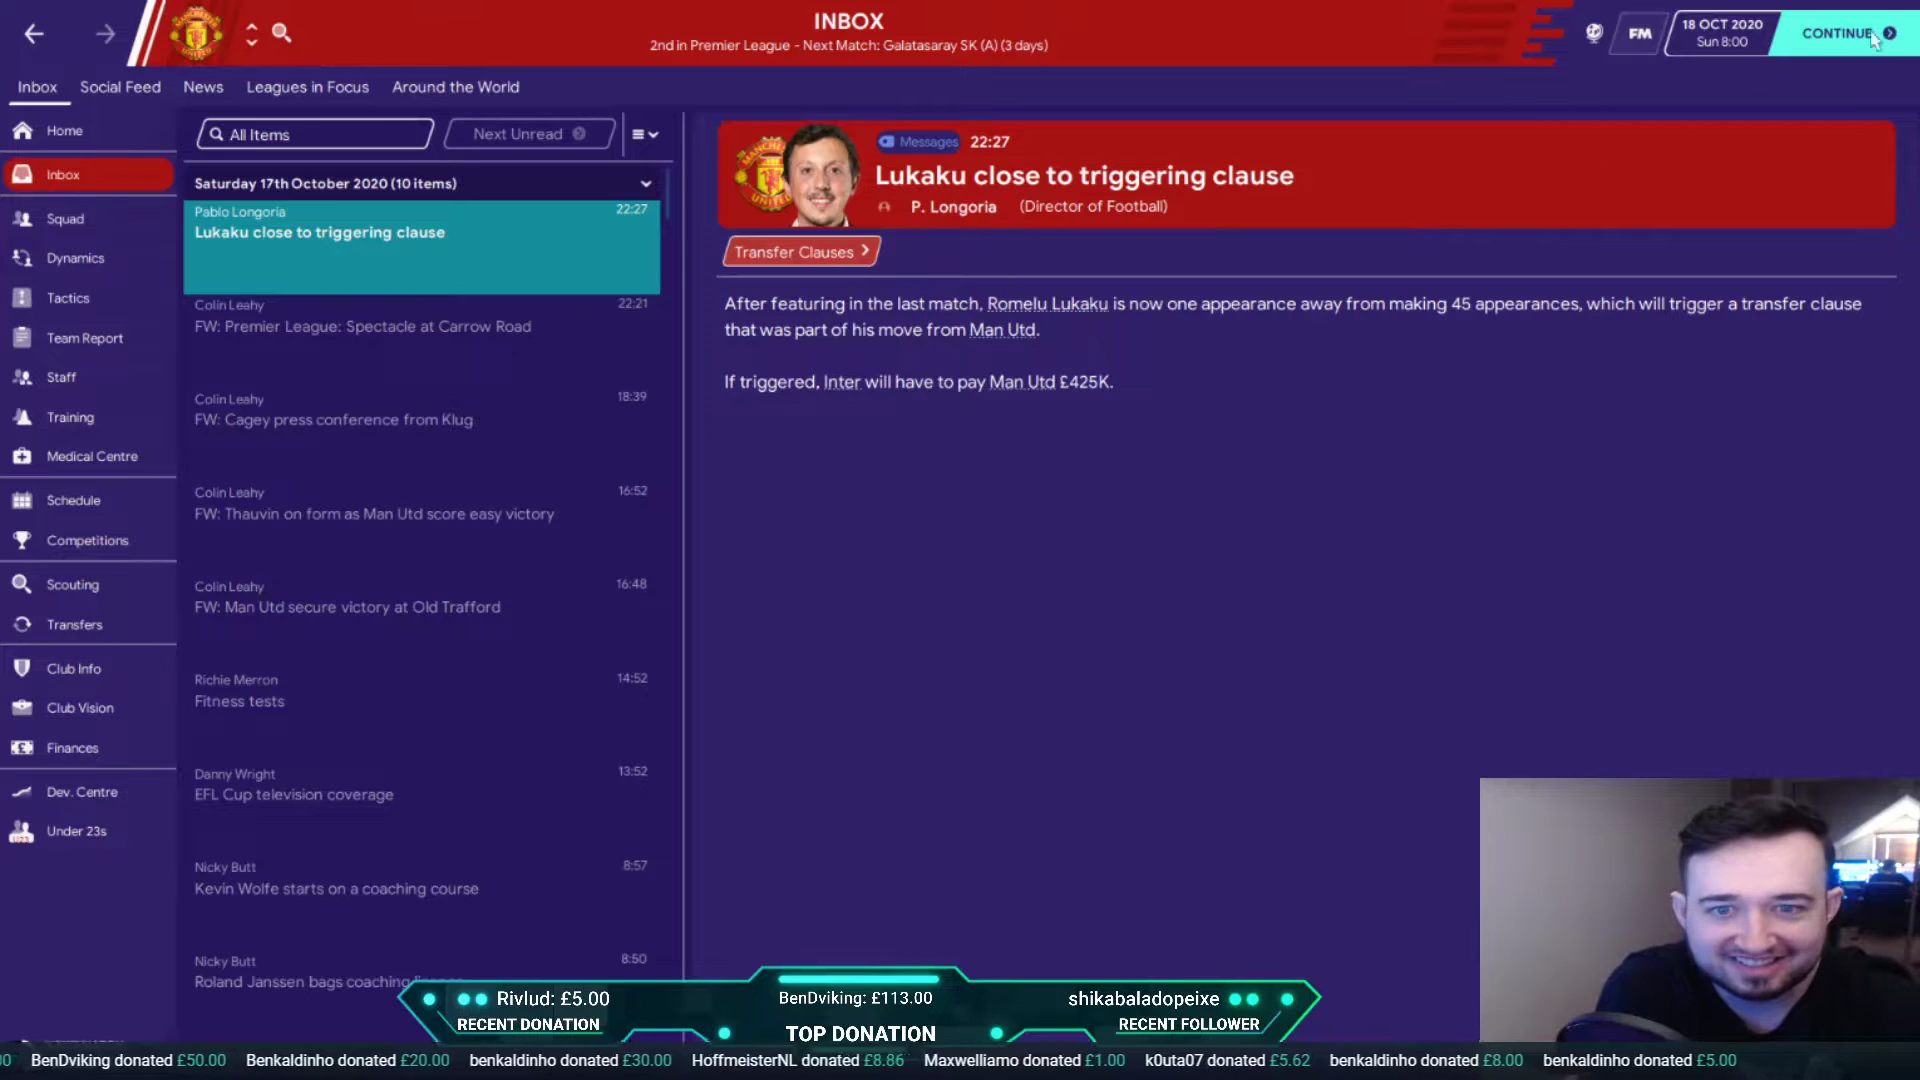 INBOX
2nd in Premier League - Next Match: Galatasaray SK (A) (3 days)
FM
18 OCT 2020
Sun 8:00
CONTINUE
Inbox
Social Feed
News
Leagues in Focus
Around the World
Home
Inbox
Squad
Dynamics
Tactics
Team Report
Staff
Training
Medical Centre
Schedule
Competitions
Scouting
Transfers
Club Info
Club Vision
Finances
Dev. Centre
Under 23s
All Items
Next Unread
Saturday 17th October 2020 (10 items)
Pablo Longoria 22:27
Lukaku close to triggering clause
Colin Leahy 22:21
FW: Premier League: Spectacle at Carrow Road
Colin Leahy 18:39
FW: Cagey press conference from Klug
Colin Leahy 16:52
FW: Thauvin on form as Man Utd score easy victory
Colin Leahy 16:48
FW: Man Utd secure victory at Old Trafford
Richie Merron 14:52
Fitness tests
Danny Wright 13:52
EFL Cup television coverage
Nicky Butt 8:57
Kevin Wolfe starts on a coaching course
Nicky Butt 8:50
Roland Janssen bags coaching
Messages 22:27
Lukaku close to triggering clause
P. Longoria (Director of Football)
Transfer Clauses
After featuring in the last match, Romelu Lukaku is now one appearance away from making 45 appearances, which will trigger a transfer clause
that was part of his move from Man Utd.
If triggered, Inter will have to pay Man Utd £425K.
Rivlud: £5.00
RECENT DONATION
BenDviking: £113.00
TOP DONATION
shikabaladopeixe
RECENT FOLLOWER
00 BenDviking donated £50.00 Benkaldinho donated £20.00 benkaldinho donated £30.00 HoffmeisterNL donated £8.86 Maxwelliamo donated £1.00 k0uta07 donated £5.62 benkaldinho donated £8.00 benkaldinho donated £5.00